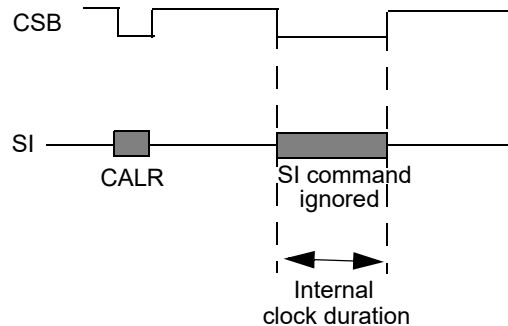 CSB
SI
CALR
SI command
ignored
Internal
clock duration